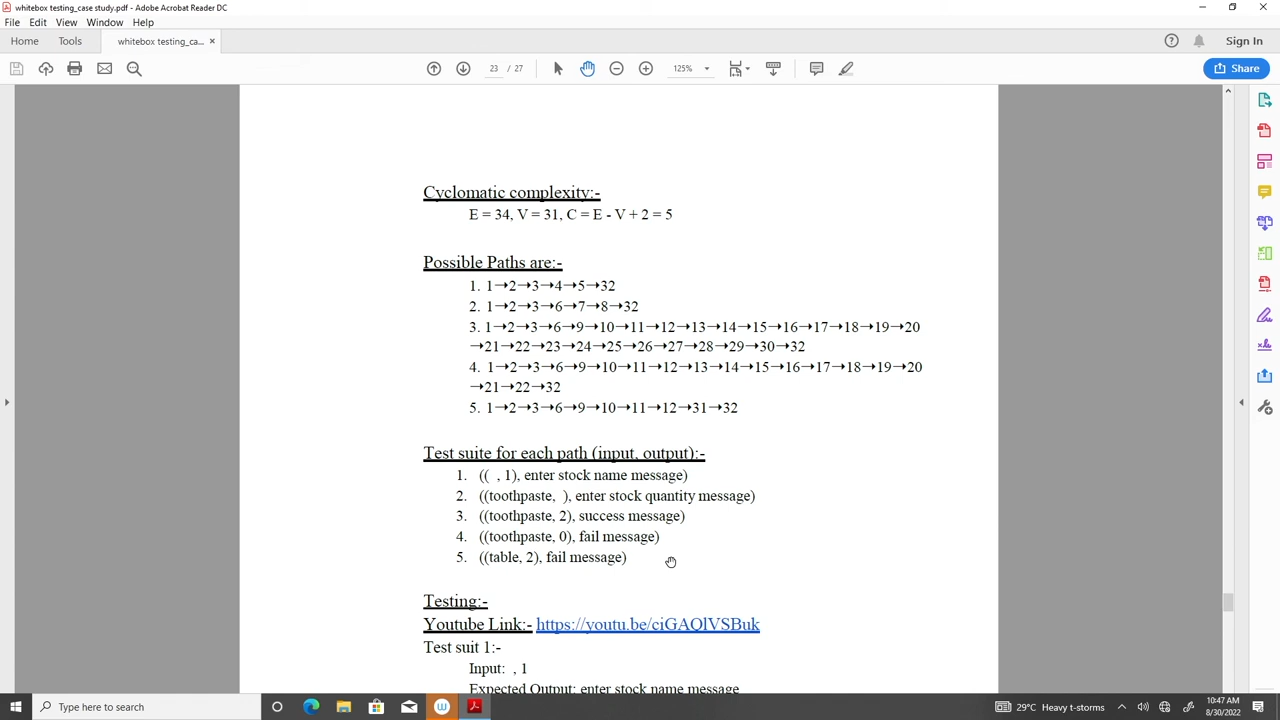 whitebox testing_case study.pdf - Adobe Acrobat Reader DC
File Edit View Window Help
Home Tools whitebox testing_ca... ×
Sign In
23 / 27
125%
Share
Cyclomatic complexity:-
E = 34, V = 31, C = E - V + 2 = 5
Possible Paths are:-
1. 1→2→3→4→5→32
2. 1→2→3→6→7→8→32
3. 1→2→3→6→9→10→11→12→13→14→15→16→17→18→19→20
→21→22→23→24→25→26→27→28→29→30→32
4. 1→2→3→6→9→10→11→12→13→14→15→16→17→18→19→20
→21→22→32
5. 1→2→3→6→9→10→11→12→31→32
Test suite for each path (input, output):-
1. (( , 1), enter stock name message)
2. ((toothpaste, ), enter stock quantity message)
3. ((toothpaste, 2), success message)
4. ((toothpaste, 0), fail message)
5. ((table, 2), fail message)
Testing:-
Youtube Link:- https://youtu.be/ciGAQlVSBuk
Test suit 1:-
Input: , 1
Expected Output: enter stock name message
Type here to search
29°C Heavy t-storms
10:47 AM
8/30/2022